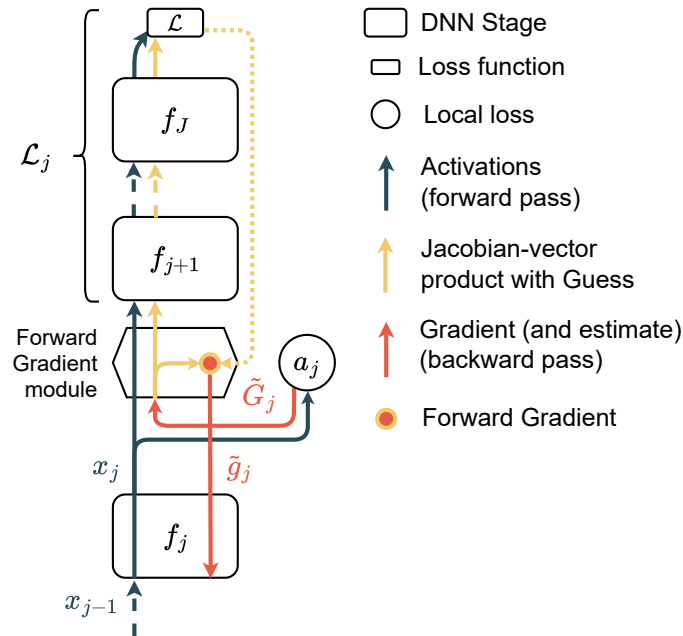 ℒ
DNN Stage
Loss function
f_J
Local loss
ℒ_j
Activations
(forward pass)
f_{j+1}
Jacobian-vector
product with Guess
Forward
Gradient
module
a_j
Gradient (and estimate)
(backward pass)
G̃_j
Forward Gradient
x_j
g̃_j
f_j
x_{j−1}